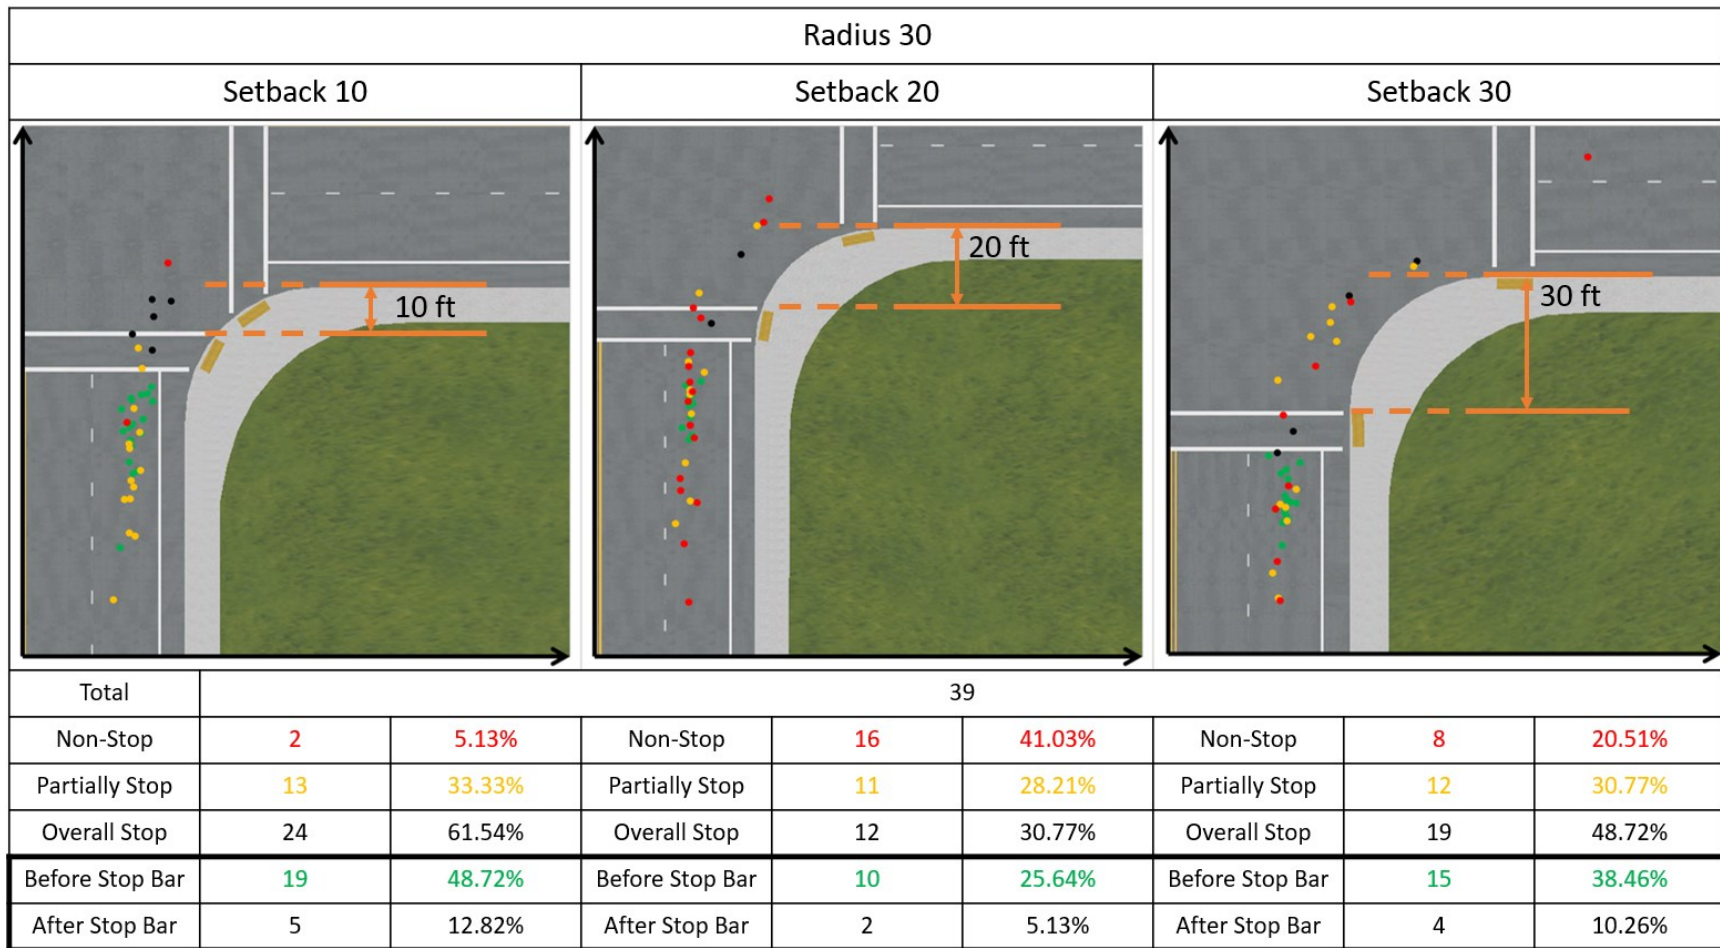 Radius 30
Setback 10 Setback 20 Setback 30
10 ft 20 ft 30 ft
Total 39
Non-Stop 2 5.13% Non-Stop 16 41.03% Non-Stop 8 20.51%
Partially Stop 13 33.33% Partially Stop 11 28.21% Partially Stop 12 30.77%
Overall Stop 24 61.54% Overall Stop 12 30.77% Overall Stop 19 48.72%
Before Stop Bar 19 48.72% Before Stop Bar 10 25.64% Before Stop Bar 15 38.46%
After Stop Bar 5 12.82% After Stop Bar 2 5.13% After Stop Bar 4 10.26%